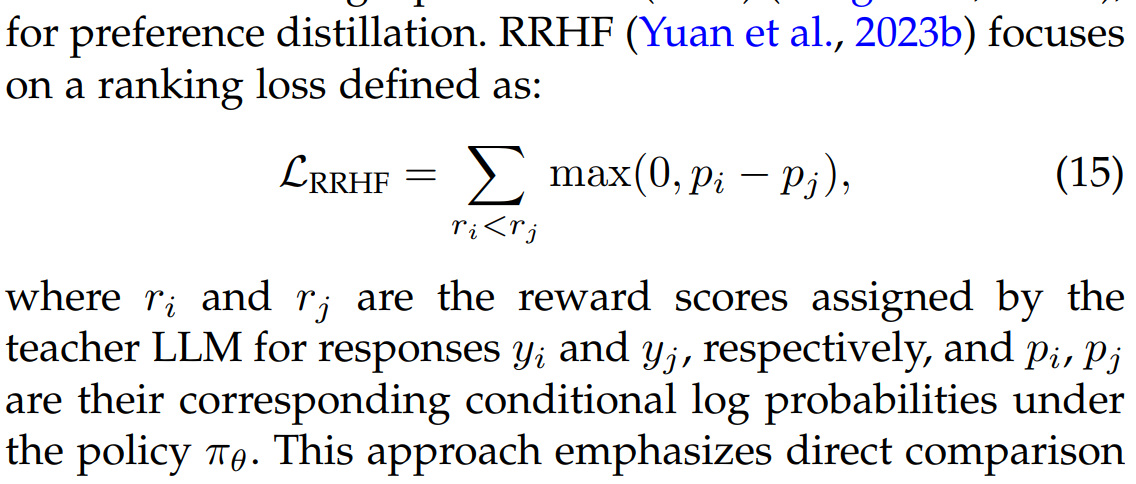 for preference distillation. RRHF (Yuan et al., 2023b) focuses
on a ranking loss defined as:
$\mathcal{L}_{\text{RRHF}} = \sum_{r_i < r_j} \max(0, p_i - p_j),$ (15)
where $r_i$ and $r_j$ are the reward scores assigned by the
teacher LLM for responses $y_i$ and $y_j$, respectively, and $p_i$, $p_j$
are their corresponding conditional log probabilities under
the policy $\pi_\theta$. This approach emphasizes direct comparison